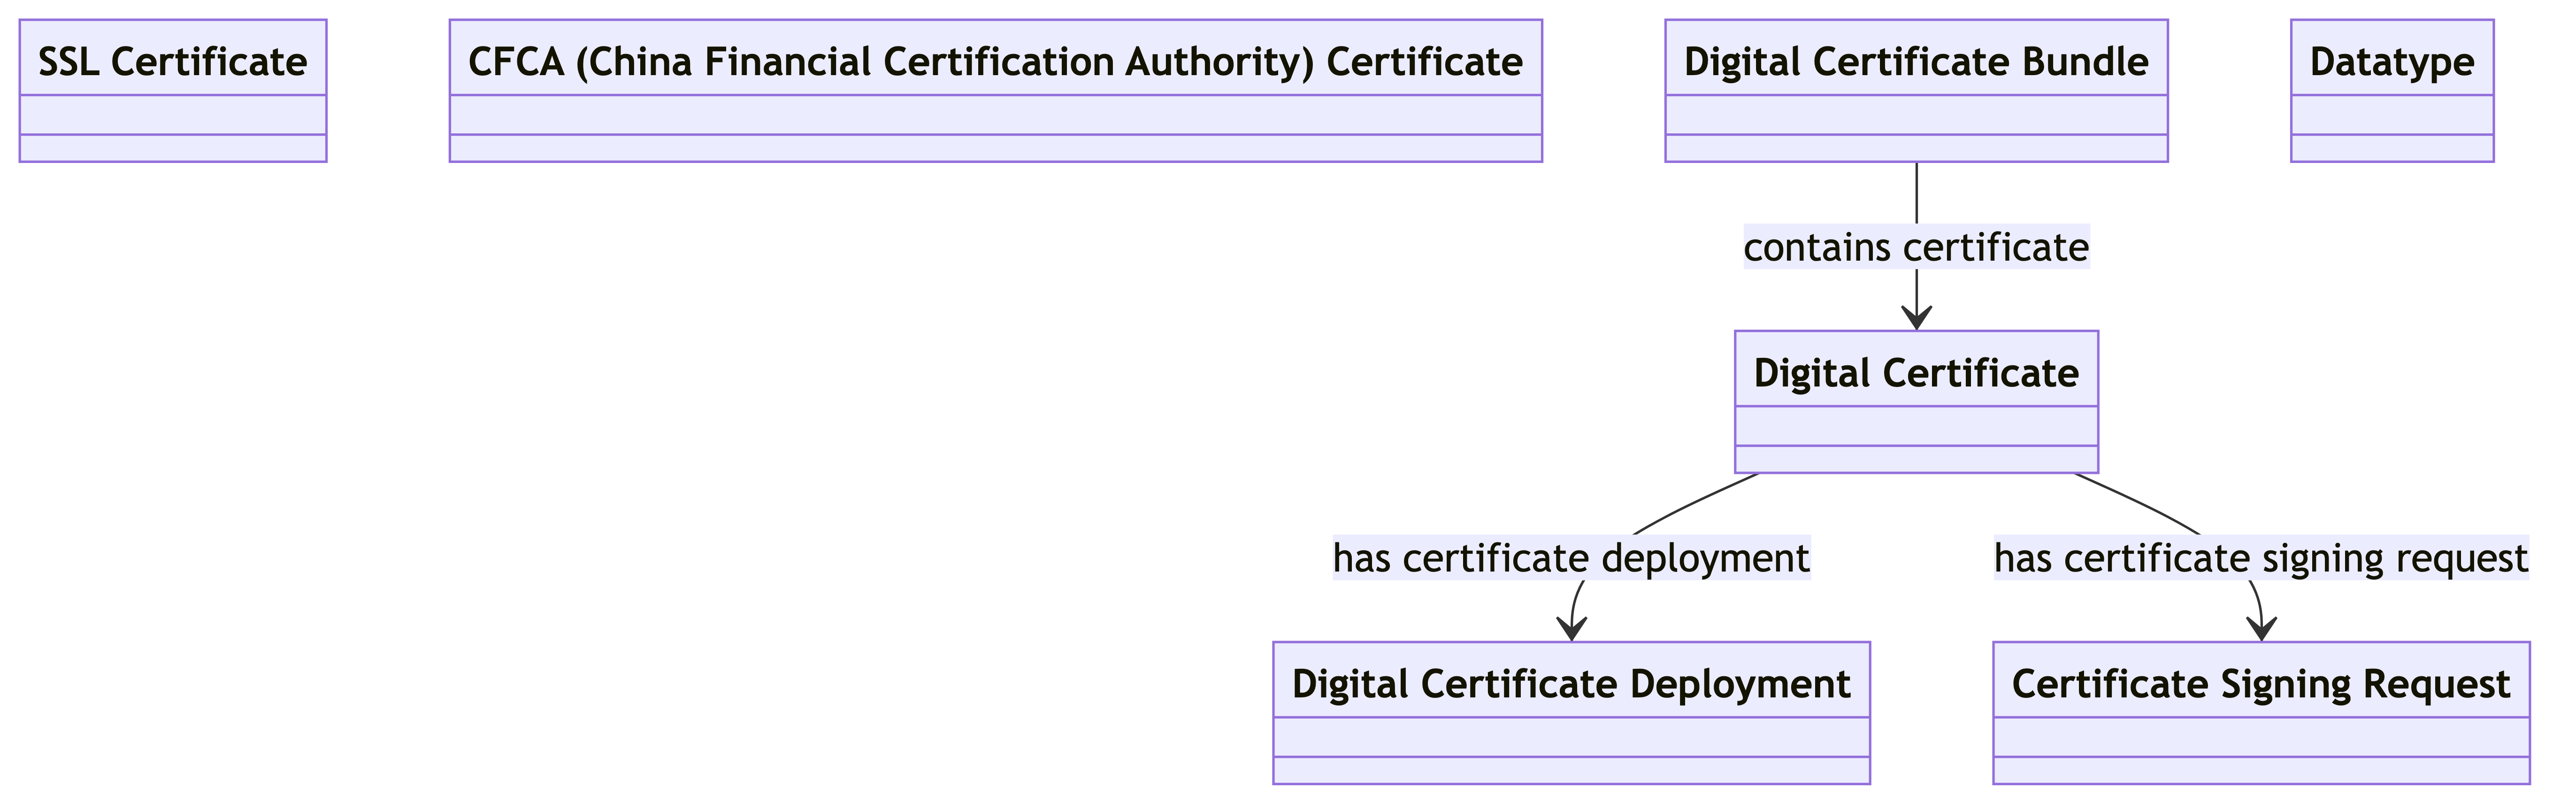 SSL Certificate
CFCA (China Financial Certification Authority) Certificate
Digital Certificate Bundle
Datatype
contains certificate
Digital Certificate
has certificate deployment
has certificate signing request
Digital Certificate Deployment
Certificate Signing Request